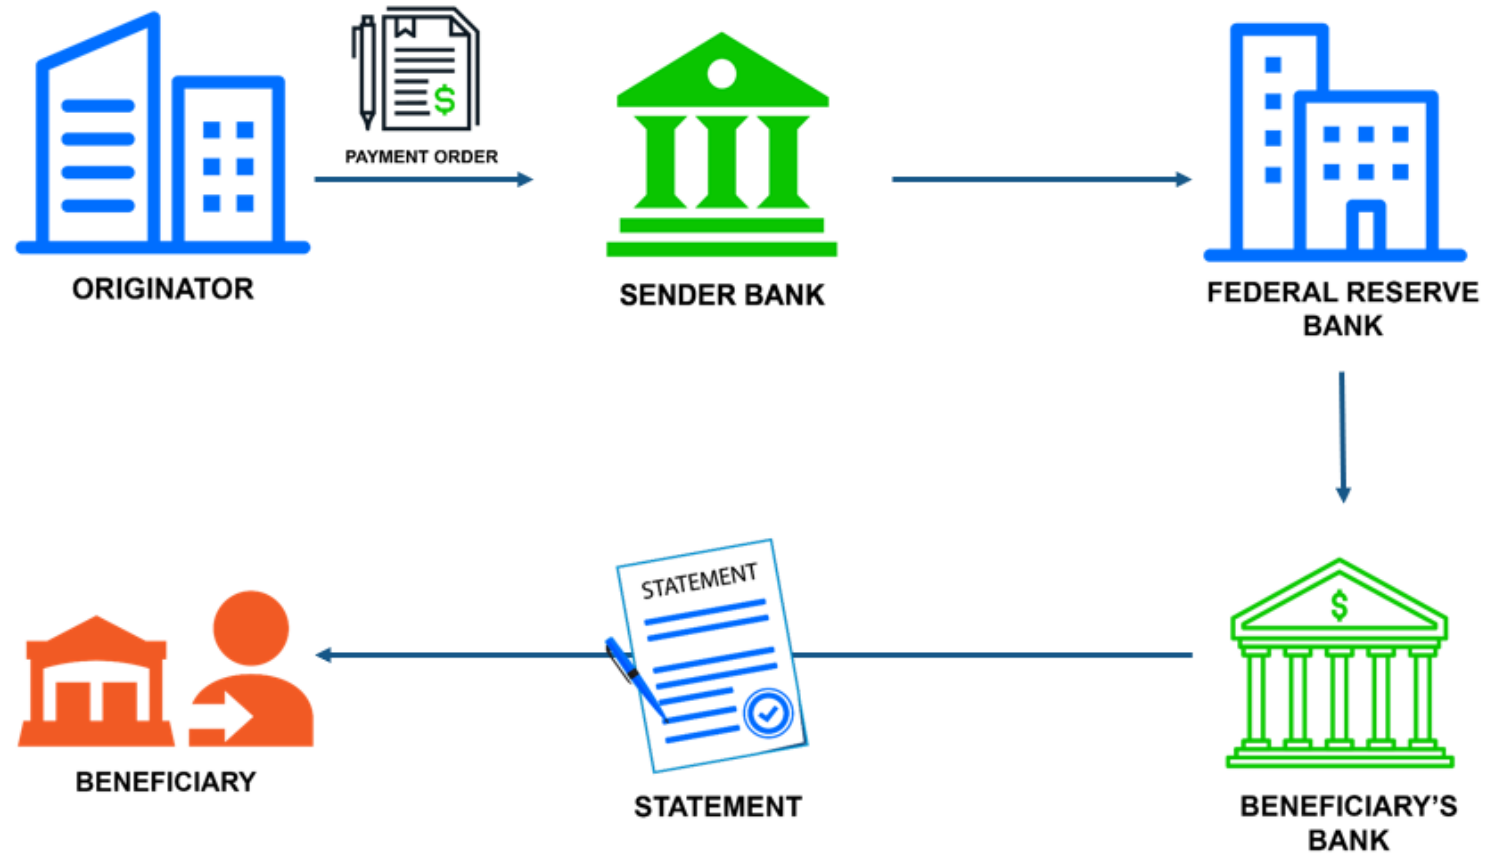 $
PAYMENT ORDER
ORIGINATOR
SENDER BANK
FEDERAL RESERVE
BANK
STATEMENT
$
BENEFICIARY
STATEMENT
BENEFICIARY’S
BANK